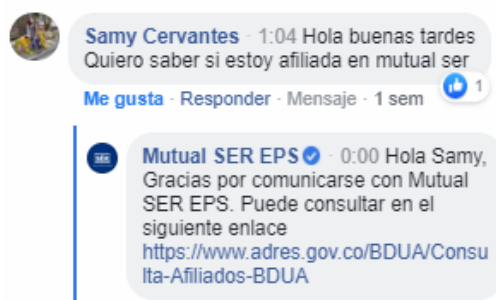 Samy Cervantes · 1:04 Hola buenas tardes
Quiero saber si estoy afiliada en mutual ser
1
Me gusta · Responder · Mensaje · 1 sem
Mutual SER EPS · 0:00 Hola Samy,
Gracias por comunicarse con Mutual
SER EPS. Puede consultar en el
siguiente enlace
https://www.adres.gov.co/BDUA/Consu
lta-Afiliados-BDUA